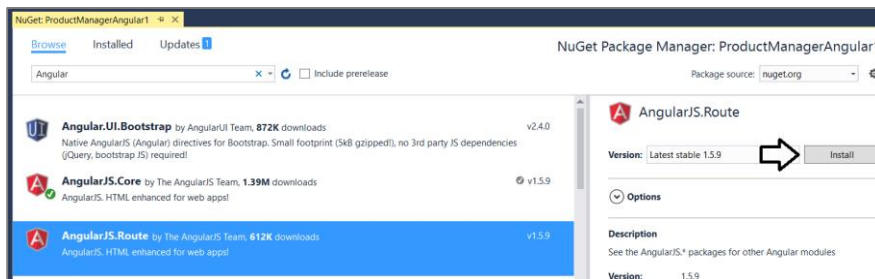 NuGet: ProductManagerAngular1
Browse Installed Updates 1
NuGet Package Manager: ProductManagerAngular1
Angular
Include prerelease
Package source: nuget.org
Angular.UI.Bootstrap by AngularUI Team, 872K downloads v2.4.0
Native AngularJS (Angular) directives for Bootstrap. Small footprint (5kB gzipped!), no 3rd party JS dependencies
(jQuery, bootstrap JS) required!
AngularJS.Core by The AngularJS Team, 1.39M downloads v1.5.9
AngularJS. HTML enhanced for web apps!
AngularJS.Route by The AngularJS Team, 612K downloads v1.5.9
AngularJS. HTML enhanced for web apps!
AngularJS.Route
Version: Latest stable 1.5.9 Install
Options
Description
See the AngularJS.* packages for other Angular modules
Version: 1.5.9